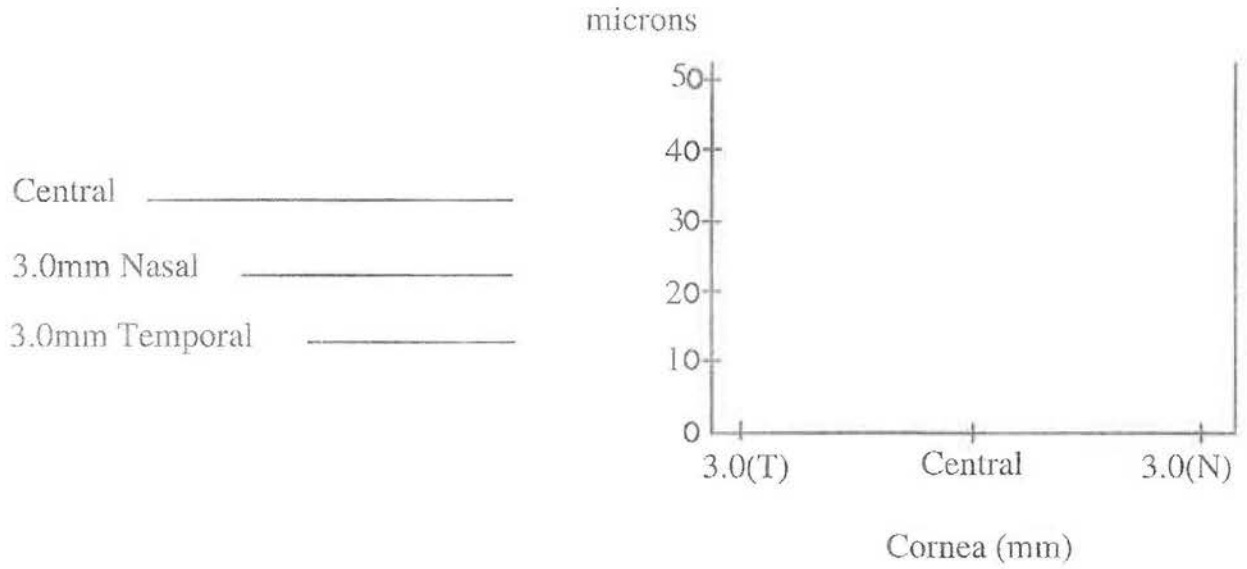 microns
50
40
Central
30
3.0mm Nasal
20
3.0mm Temporal
10
0
3.0(T) Central 3.0(N)
Cornea (mm)